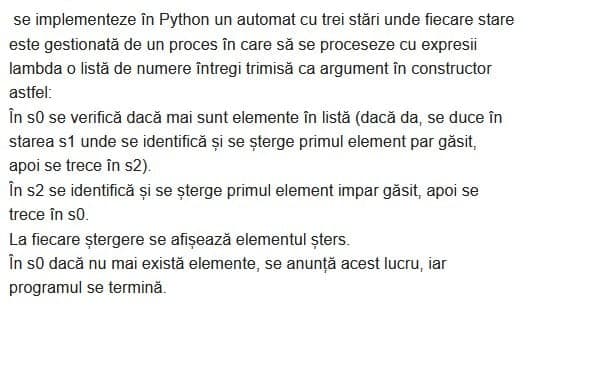 se implementeze în Python un automat cu trei stări unde fiecare stare
este gestionată de un proces în care să se proceseze cu expresii
lambda o listă de numere întregi trimisă ca argument în constructor
astfel:
În s0 se verifică dacă mai sunt elemente în listă (dacă da, se duce în
starea s1 unde se identifică și se șterge primul element par găsit,
apoi se trece în s2).
În s2 se identifică și se șterge primul element impar găsit, apoi se
trece în s0.
La fiecare ștergere se afișează elementul șters.
În s0 dacă nu mai există elemente, se anunță acest lucru, iar
programul se termină.